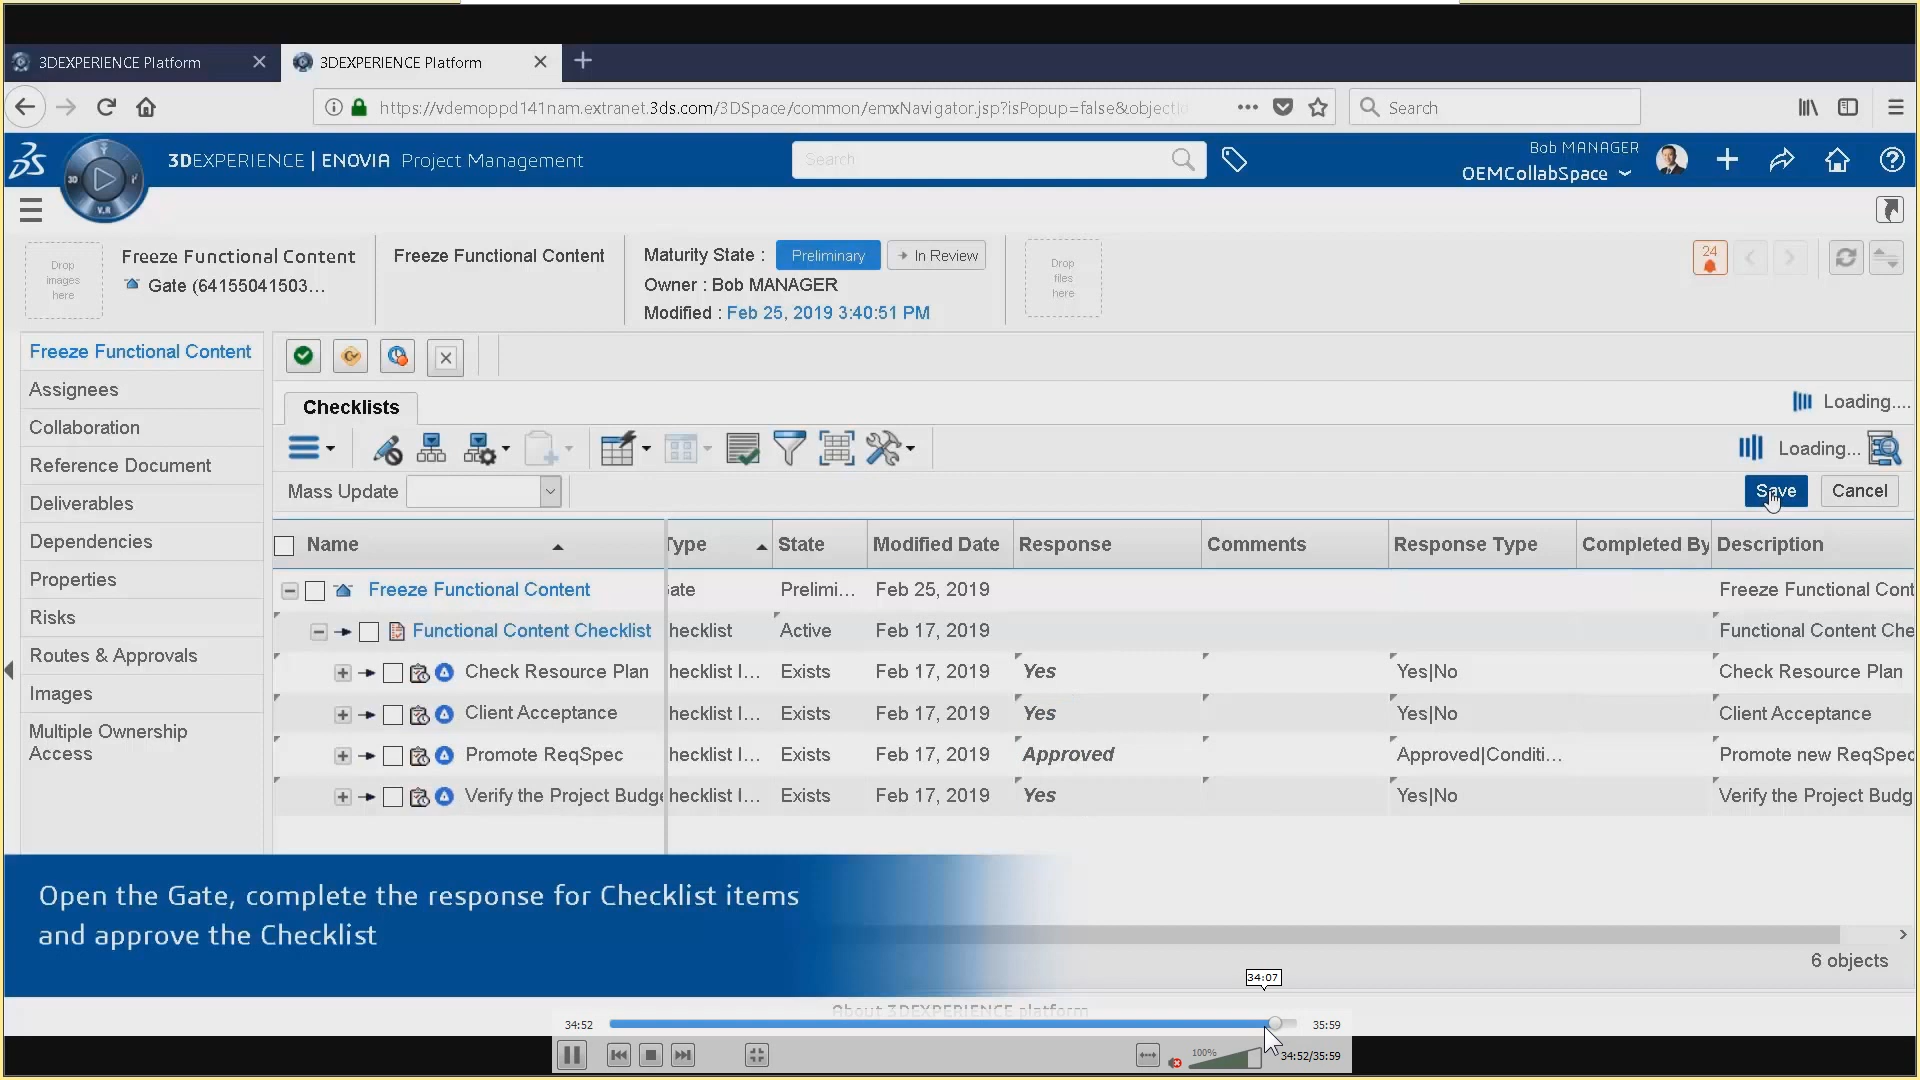 3DEXPERIENCE Platform
3DEXPERIENCE Platform
https://vdemoppd141nam.extranet.3ds.com/3DSpace/common/emxNavigator.jsp?isPopup=false&objectId
Search
3DEXPERIENCE | ENOVIA Project Management
Search
Bob MANAGER
OEMCollabSpace
3D
V.R
Drop images here
Freeze Functional Content
Gate (64155041503...
Freeze Functional Content
Maturity State : Preliminary In Review
Owner : Bob MANAGER
Modified : Feb 25, 2019 3:40:51 PM
Drop files here
24
Freeze Functional Content
Assignees
Collaboration
Reference Document
Deliverables
Dependencies
Properties
Risks
Routes & Approvals
Images
Multiple Ownership
Access
Checklists
Loading....
Loading...
Mass Update
Save Cancel
Name Type State Modified Date Response Comments Response Type Completed By Description
Freeze Functional Content ate Prelimi... Feb 25, 2019 Freeze Functional Cont
Functional Content Checklist hecklist Active Feb 17, 2019 Functional Content Che
Check Resource Plan hecklist I... Exists Feb 17, 2019 Yes Yes|No Check Resource Plan
Client Acceptance hecklist I... Exists Feb 17, 2019 Yes Yes|No Client Acceptance
Promote ReqSpec hecklist I... Exists Feb 17, 2019 Approved Approved|Conditi... Promote new ReqSpec
Verify the Project Budge hecklist I... Exists Feb 17, 2019 Yes Yes|No Verify the Project Budg
Open the Gate, complete the response for Checklist items
and approve the Checklist
6 objects
34:07
About 3DEXPERIENCE platform
34:52 35:59
100%
34:52/35:59